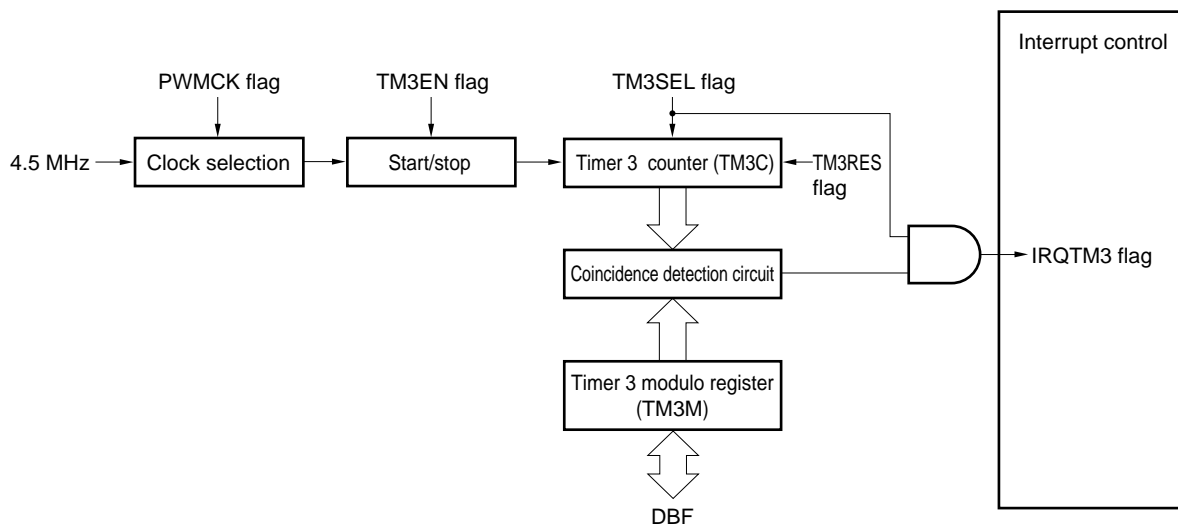 Interrupt control
PWMCK flag
TM3EN flag
TM3SEL flag
4.5 MHz
Clock selection
Start/stop
Timer 3 counter (TM3C)
TM3RES
flag
Coincidence detection circuit
IRQTM3 flag
Timer 3 modulo register
(TM3M)
DBF